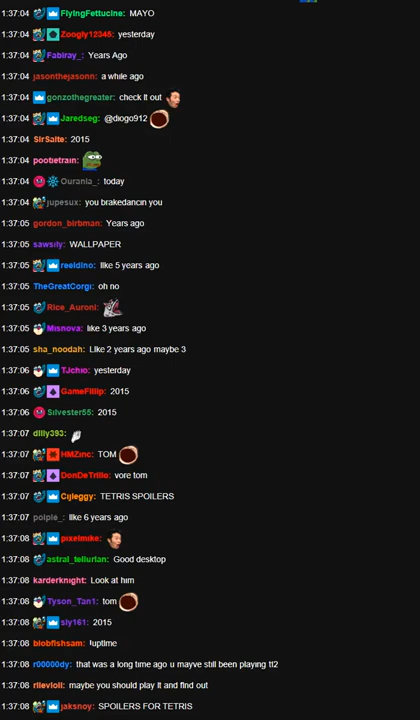 1:37:04 FlyingFettucine: MAYO
1:37:04 Zoogly12345: yesterday
1:37:04 Fabiray_: Years Ago
1:37:04 jasonthejasonn: a while ago
1:37:04 gonzothegreater: check it out
1:37:04 Jaredseg: @diogo912
1:37:04 SirSalte: 2015
1:37:04 pootietrain:
1:37:04 Ourania_: today
1:37:04 jupesux: you brakedancin you
1:37:05 gordon_birbman: Years ago
1:37:05 sawsily: WALLPAPER
1:37:05 reeldino: like 5 years ago
1:37:05 TheGreatCorgi: oh no
1:37:05 Rice_Auroni:
1:37:05 Misnova: like 3 years ago
1:37:05 sha_noodah: Like 2 years ago maybe 3
1:37:06 TJchio: yesterday
1:37:06 GameFillip: 2015
1:37:06 Silvester55: 2015
1:37:07 dilly393:
1:37:07 HMZinc: TOM
1:37:07 DonDeTrillo: vore tom
1:37:07 Cijleggy: TETRIS SPOILERS
1:37:07 polple_: like 6 years ago
1:37:08 pixelmike:
1:37:08 astral_tellurian: Good desktop
1:37:08 karderknight: Look at him
1:37:08 Tyson_Tan1: tom
1:37:08 sly161: 2015
1:37:08 blobfishsam: !uptime
1:37:08 r00000dy: that was a long time ago u mayve still been playing tf2
1:37:08 rilevioli: maybe you should play it and find out
1:37:08 jaksnoy: SPOILERS FOR TETRIS